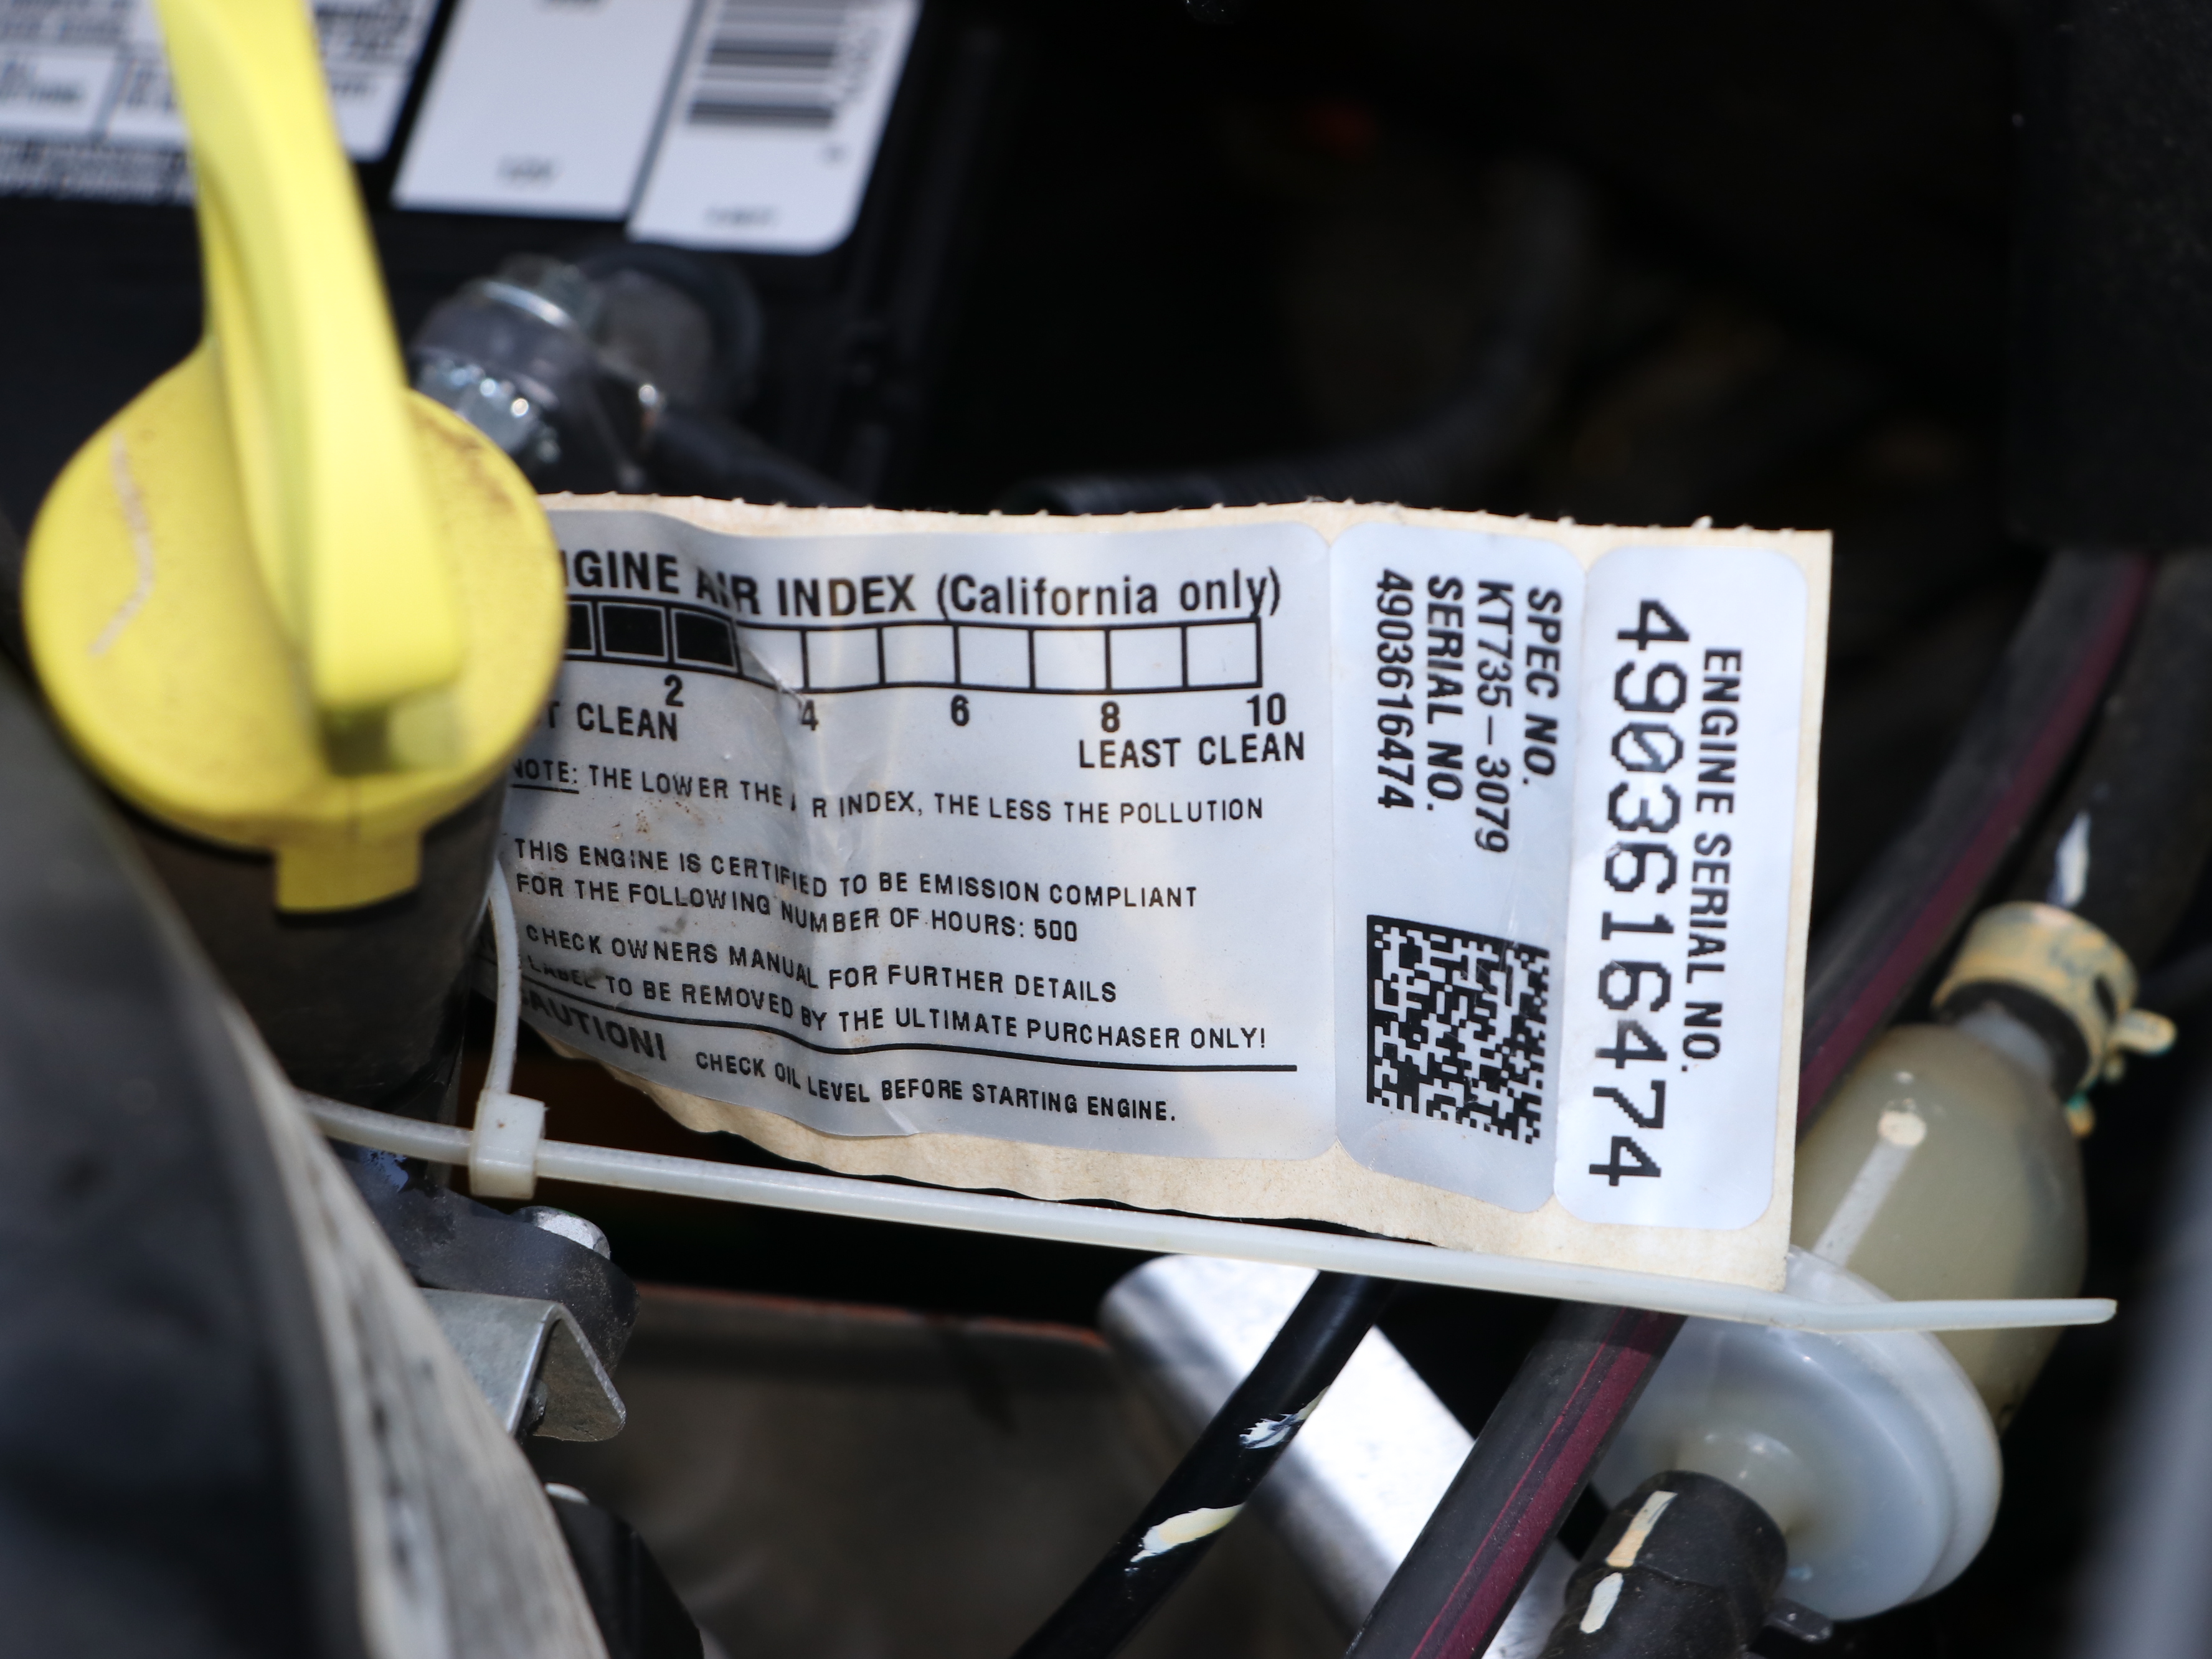 INDEX (California only)
2
4
6
8
10
CLEAN
LEAST CLEAN
NOTE: THE LOWER THE R INDEX, THE LESS THE POLLUTION
THIS ENGINE IS CERTIFIED TO BE EMISSION COMPLIANT
FOR THE FOLLOWING NUMBER OF HOURS: 500
CHECK OWNERS MANUAL FOR FURTHER DETAILS
LABEL TO BE REMOVED BY THE ULTIMATE PURCHASER ONLY!
CAUTION! CHECK OIL LEVEL BEFORE STARTING ENGINE.
SPEC NO.
KT735-3079
SERIAL NO.
4903616474
ENGINE SERIAL NO.
4903616474